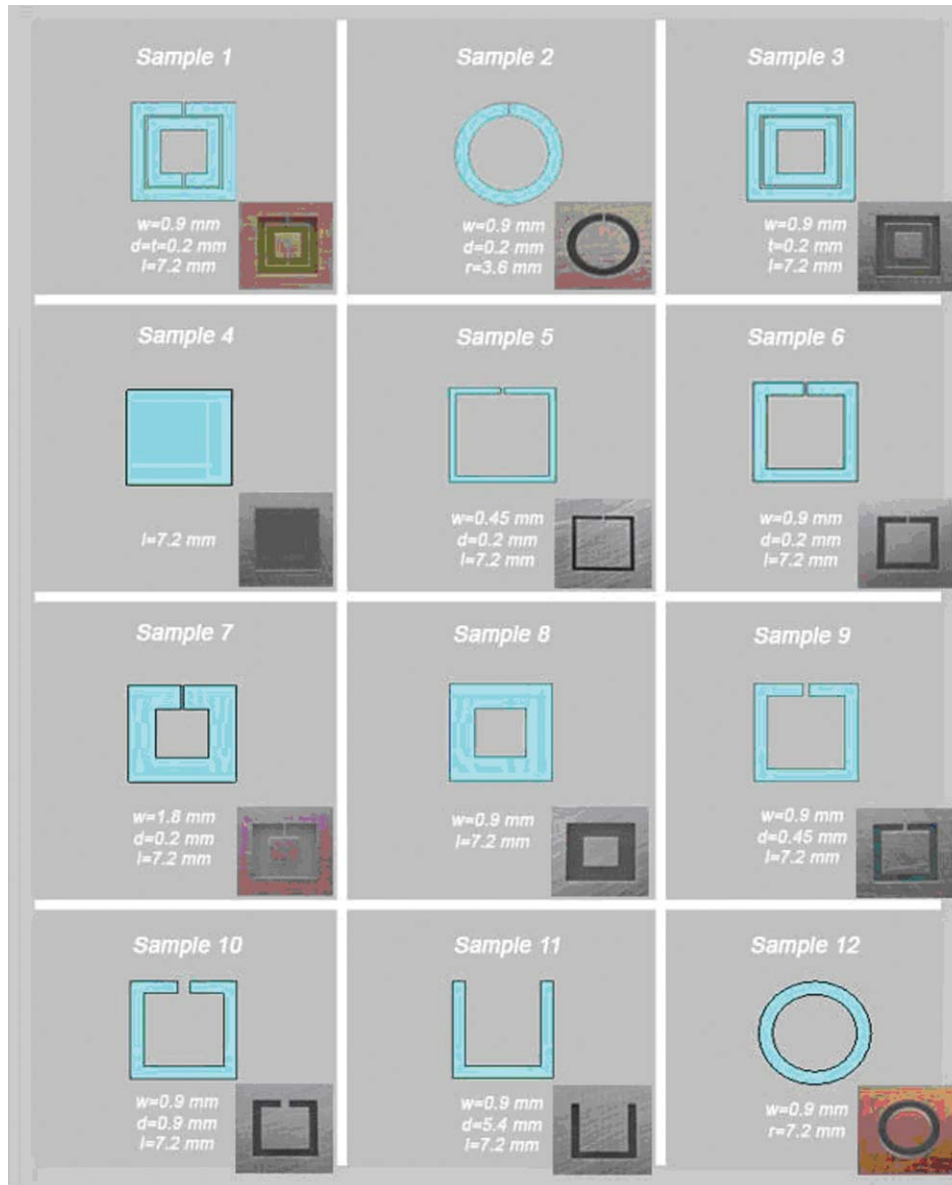 Sample 1
w=0.9 mm
d=t=0.2 mm
l=7.2 mm
Sample 2
w=0.9 mm
d=0.2 mm
r=3.6 mm
Sample 3
w=0.9 mm
t=0.2 mm
l=7.2 mm
Sample 4
l=7.2 mm
Sample 5
w=0.45 mm
d=0.2 mm
l=7.2 mm
Sample 6
w=0.9 mm
d=0.2 mm
l=7.2 mm
Sample 7
w=1.8 mm
d=0.2 mm
l=7.2 mm
Sample 8
w=0.9 mm
l=7.2 mm
Sample 9
w=0.9 mm
d=0.45 mm
l=7.2 mm
Sample 10
w=0.9 mm
d=0.9 mm
l=7.2 mm
Sample 11
w=0.9 mm
d=5.4 mm
l=7.2 mm
Sample 12
w=0.9 mm
r=7.2 mm